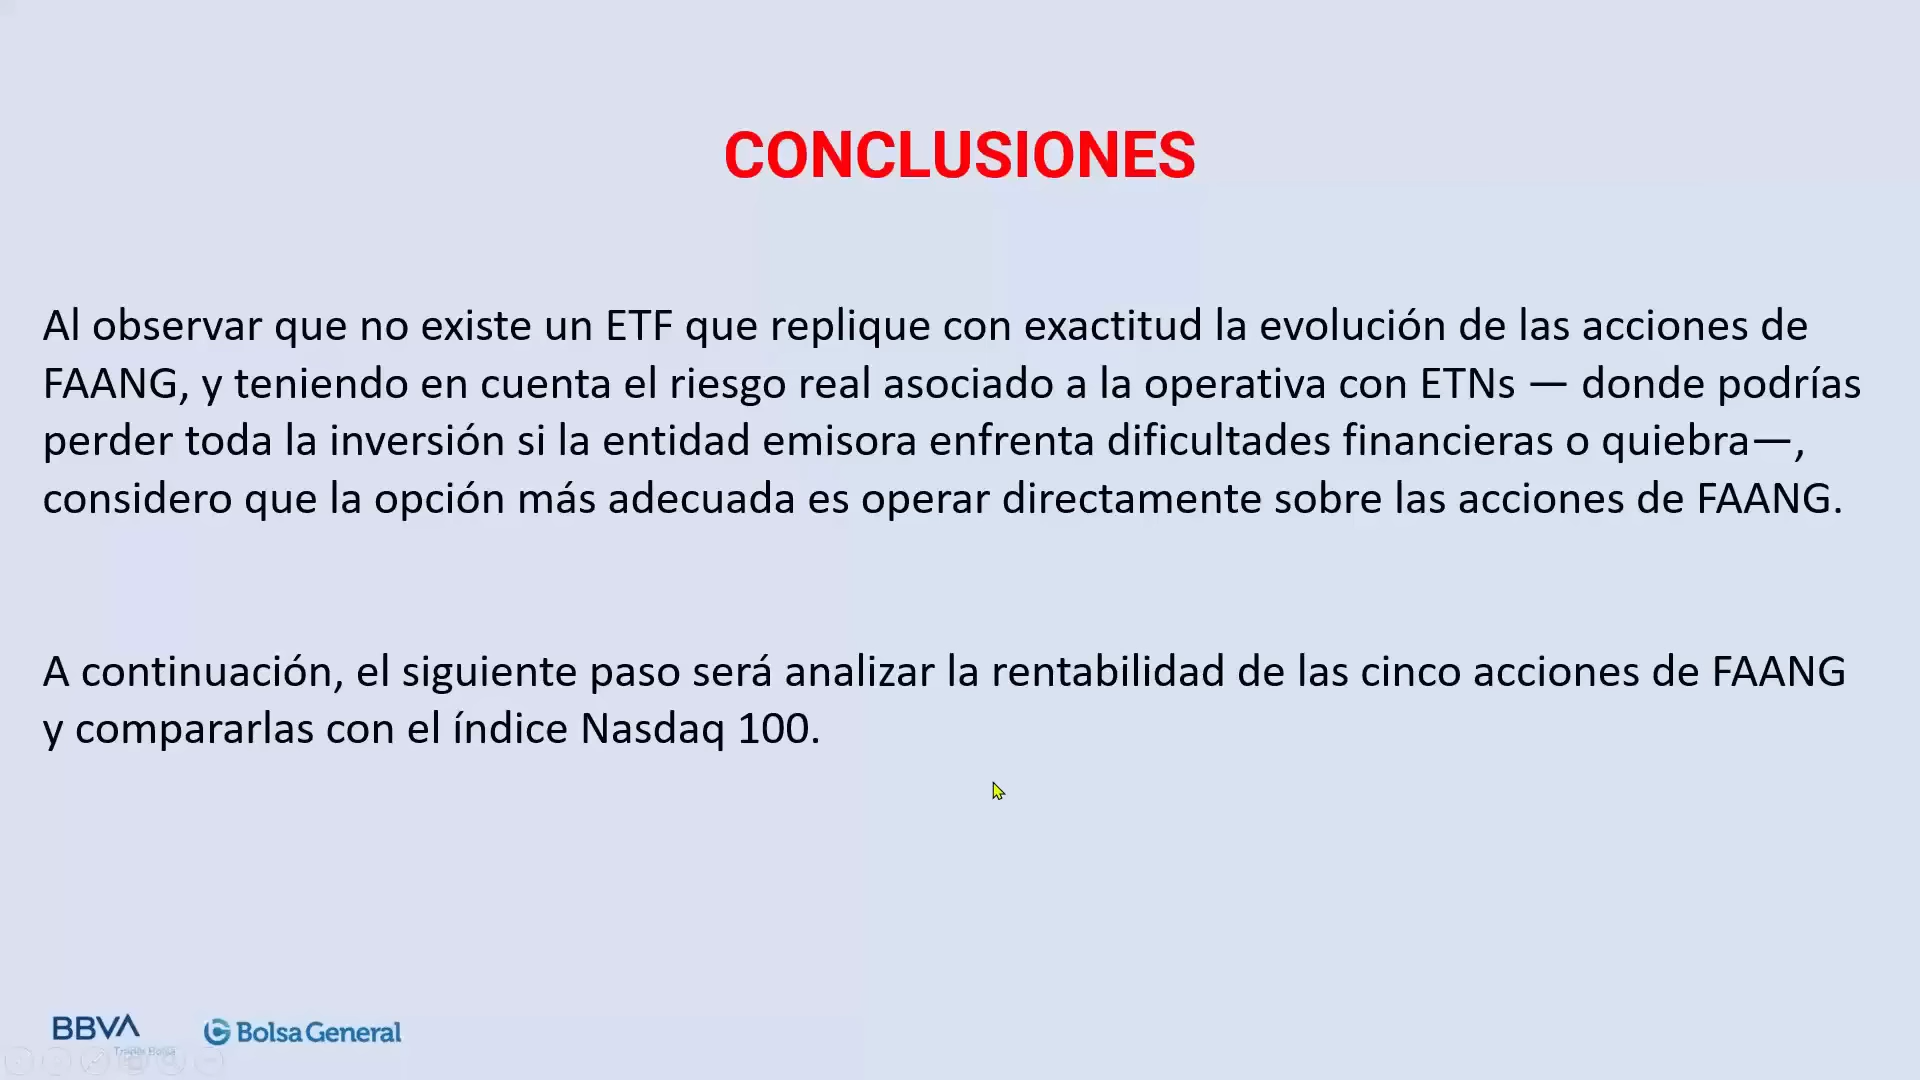 CONCLUSIONES
Al observar que no existe un ETF que replique con exactitud la evolución de las acciones de
FAANG, y teniendo en cuenta el riesgo real asociado a la operativa con ETNs — donde podrías
perder toda la inversión si la entidad emisora enfrenta dificultades financieras o quiebra—,
considero que la opción más adecuada es operar directamente sobre las acciones de FAANG.
A continuación, el siguiente paso será analizar la rentabilidad de las cinco acciones de FAANG
y compararlas con el índice Nasdaq 100.
BBVA
Bolsa General